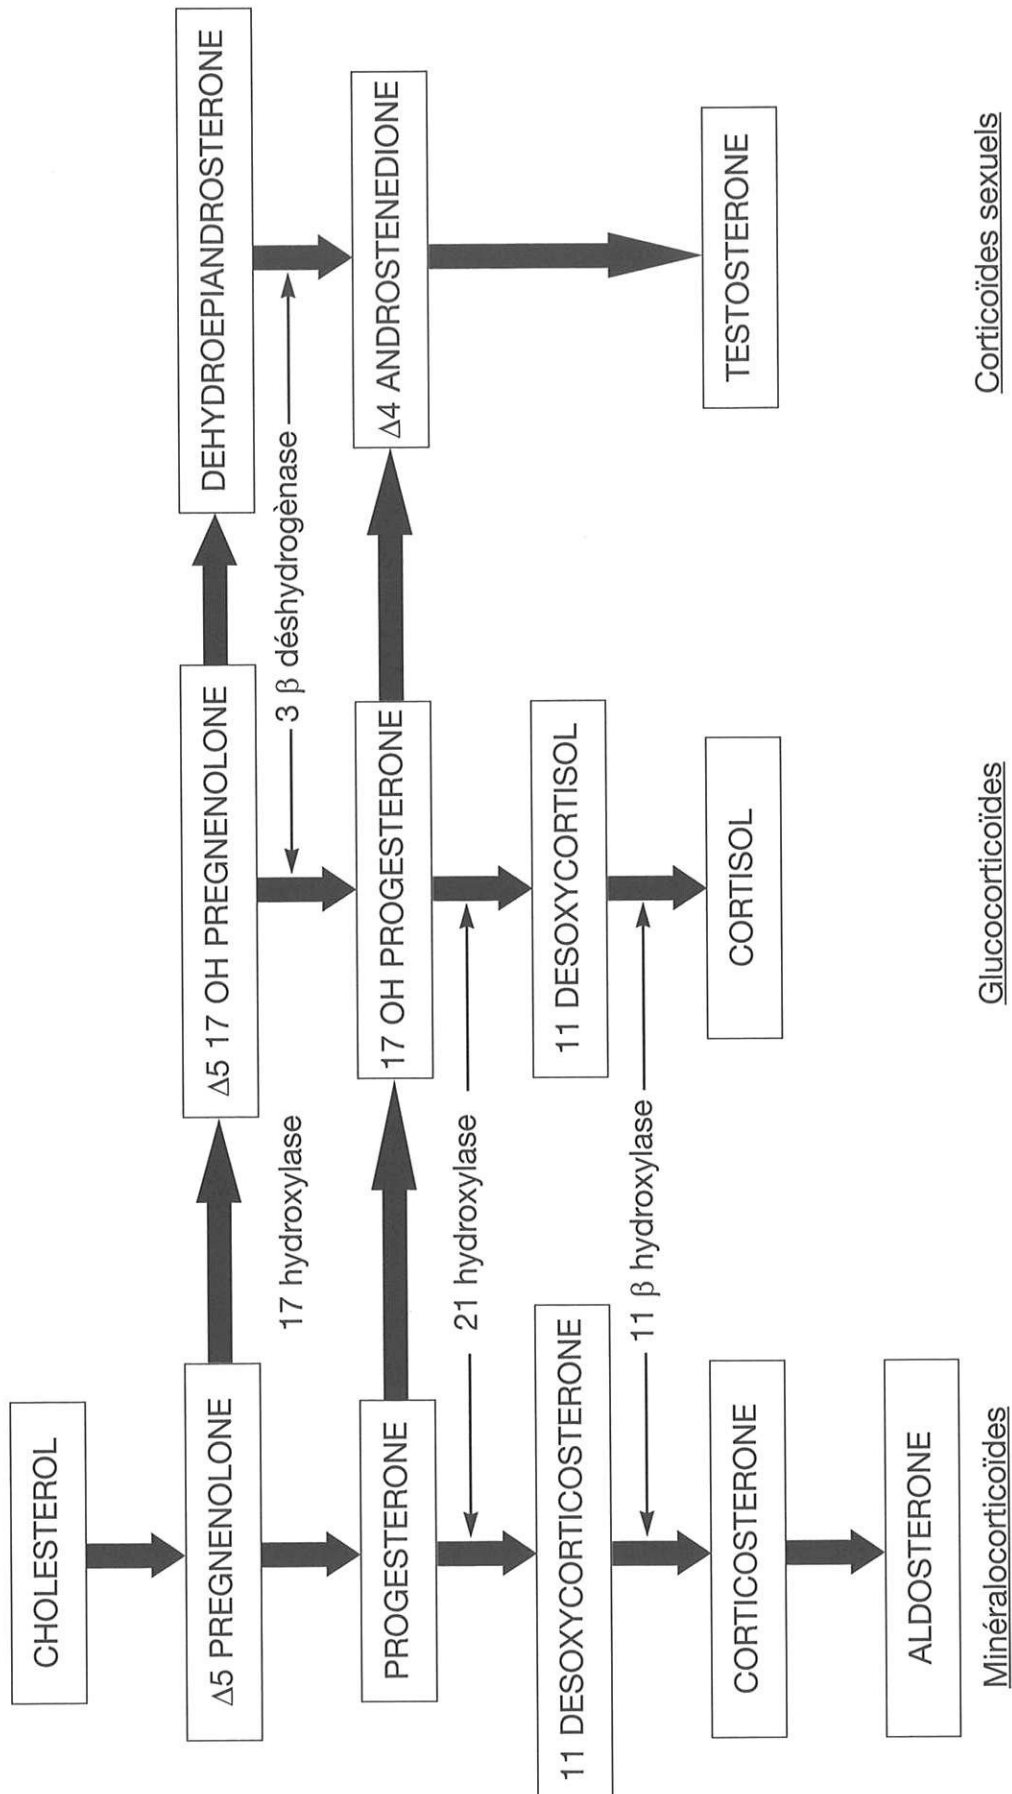 CHOLESTEROL
Δ5 PREGNENOLONE
Δ5 17 OH PREGNENOLONE
DEHYDROEPIANDROSTERONE
17 hydroxylase
3 β déshydrogènase
PROGESTERONE
17 OH PROGESTERONE
Δ4 ANDROSTENEDIONE
21 hydroxylase
11 DESOXYCORTICOSTERONE
11 DESOXYCORTISOL
11 β hydroxylase
CORTICOSTERONE
CORTISOL
TESTOSTERONE
ALDOSTERONE
Minéralocorticoïdes
Glucocorticoïdes
Corticoïdes sexuels